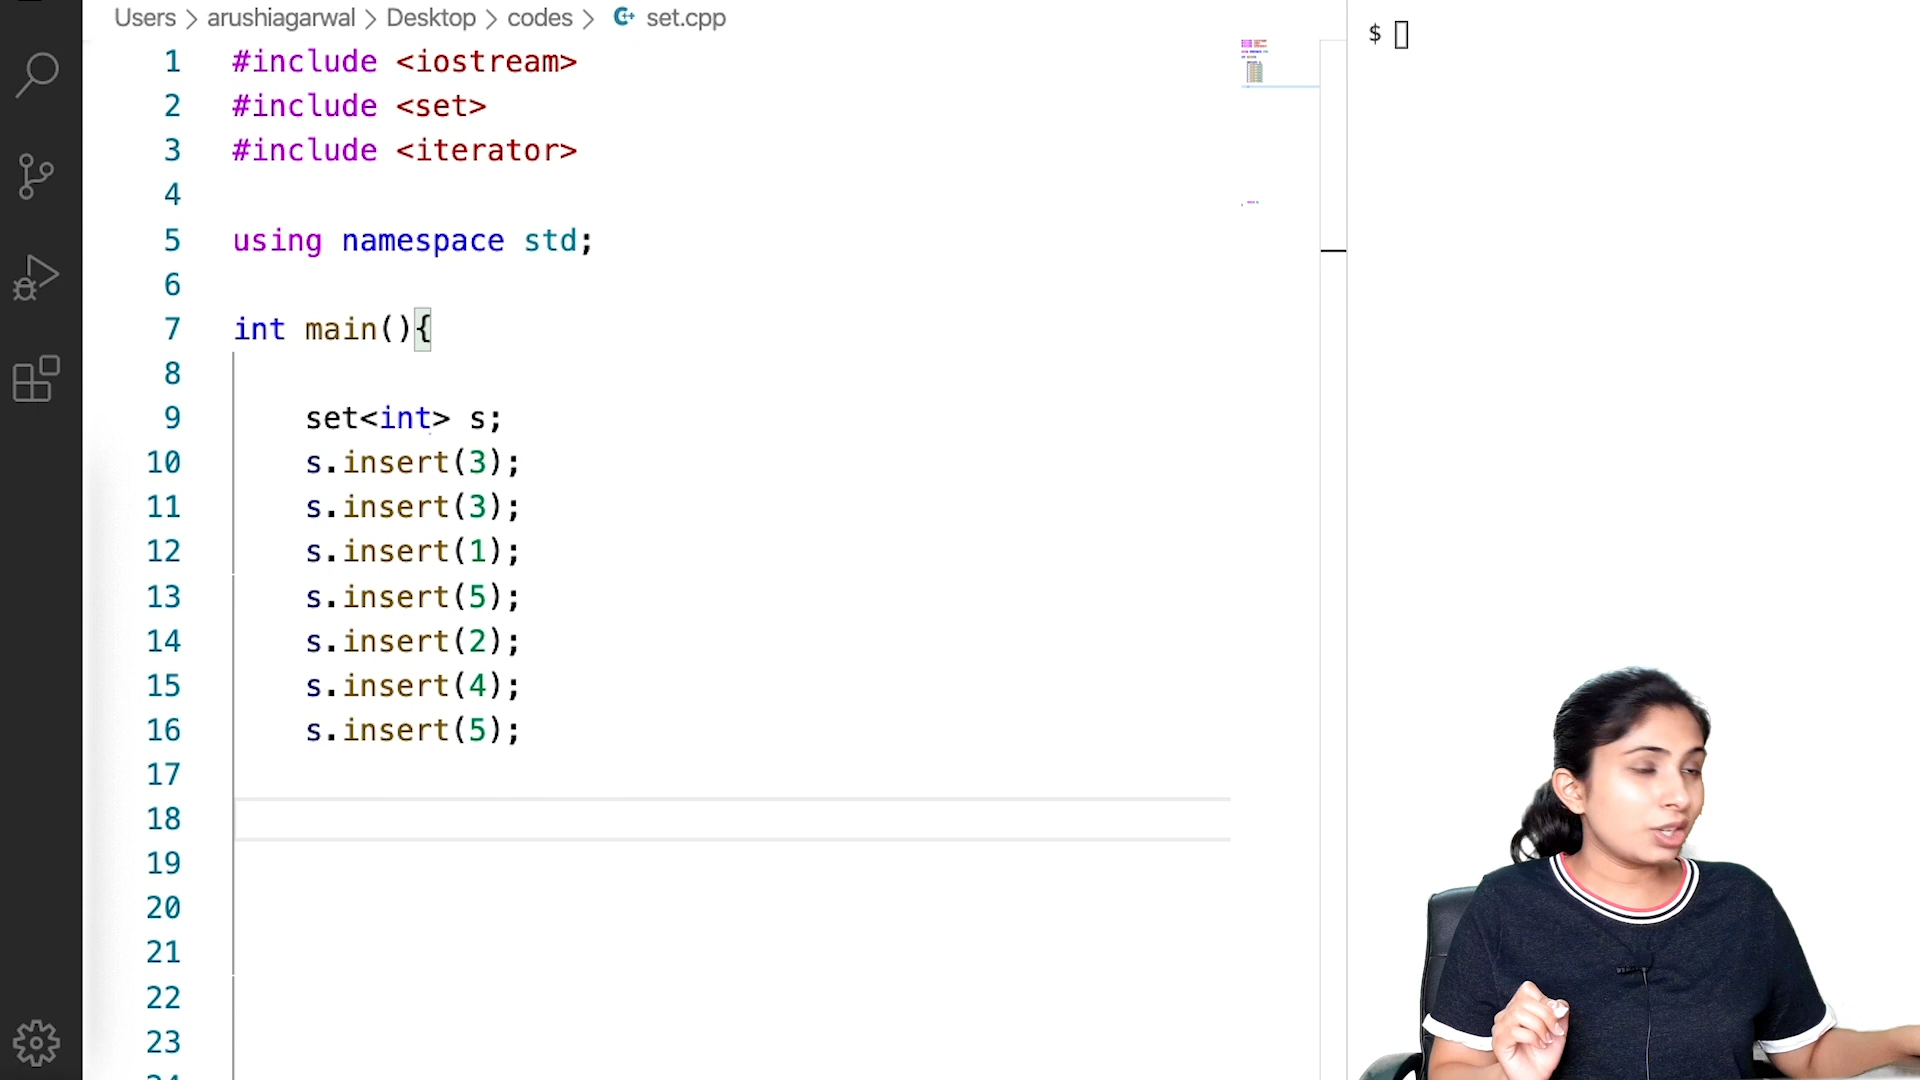 Users > arushiagarwal > Desktop > codes > C++ set.cpp
1 #include <iostream>
2 #include <set>
3 #include <iterator>
4
5 using namespace std;
6
7 int main(){
8
9 set<int> s;
10 s.insert(3);
11 s.insert(3);
12 s.insert(1);
13 s.insert(5);
14 s.insert(2);
15 s.insert(4);
16 s.insert(5);
17
18
19
20
21
22
23
$